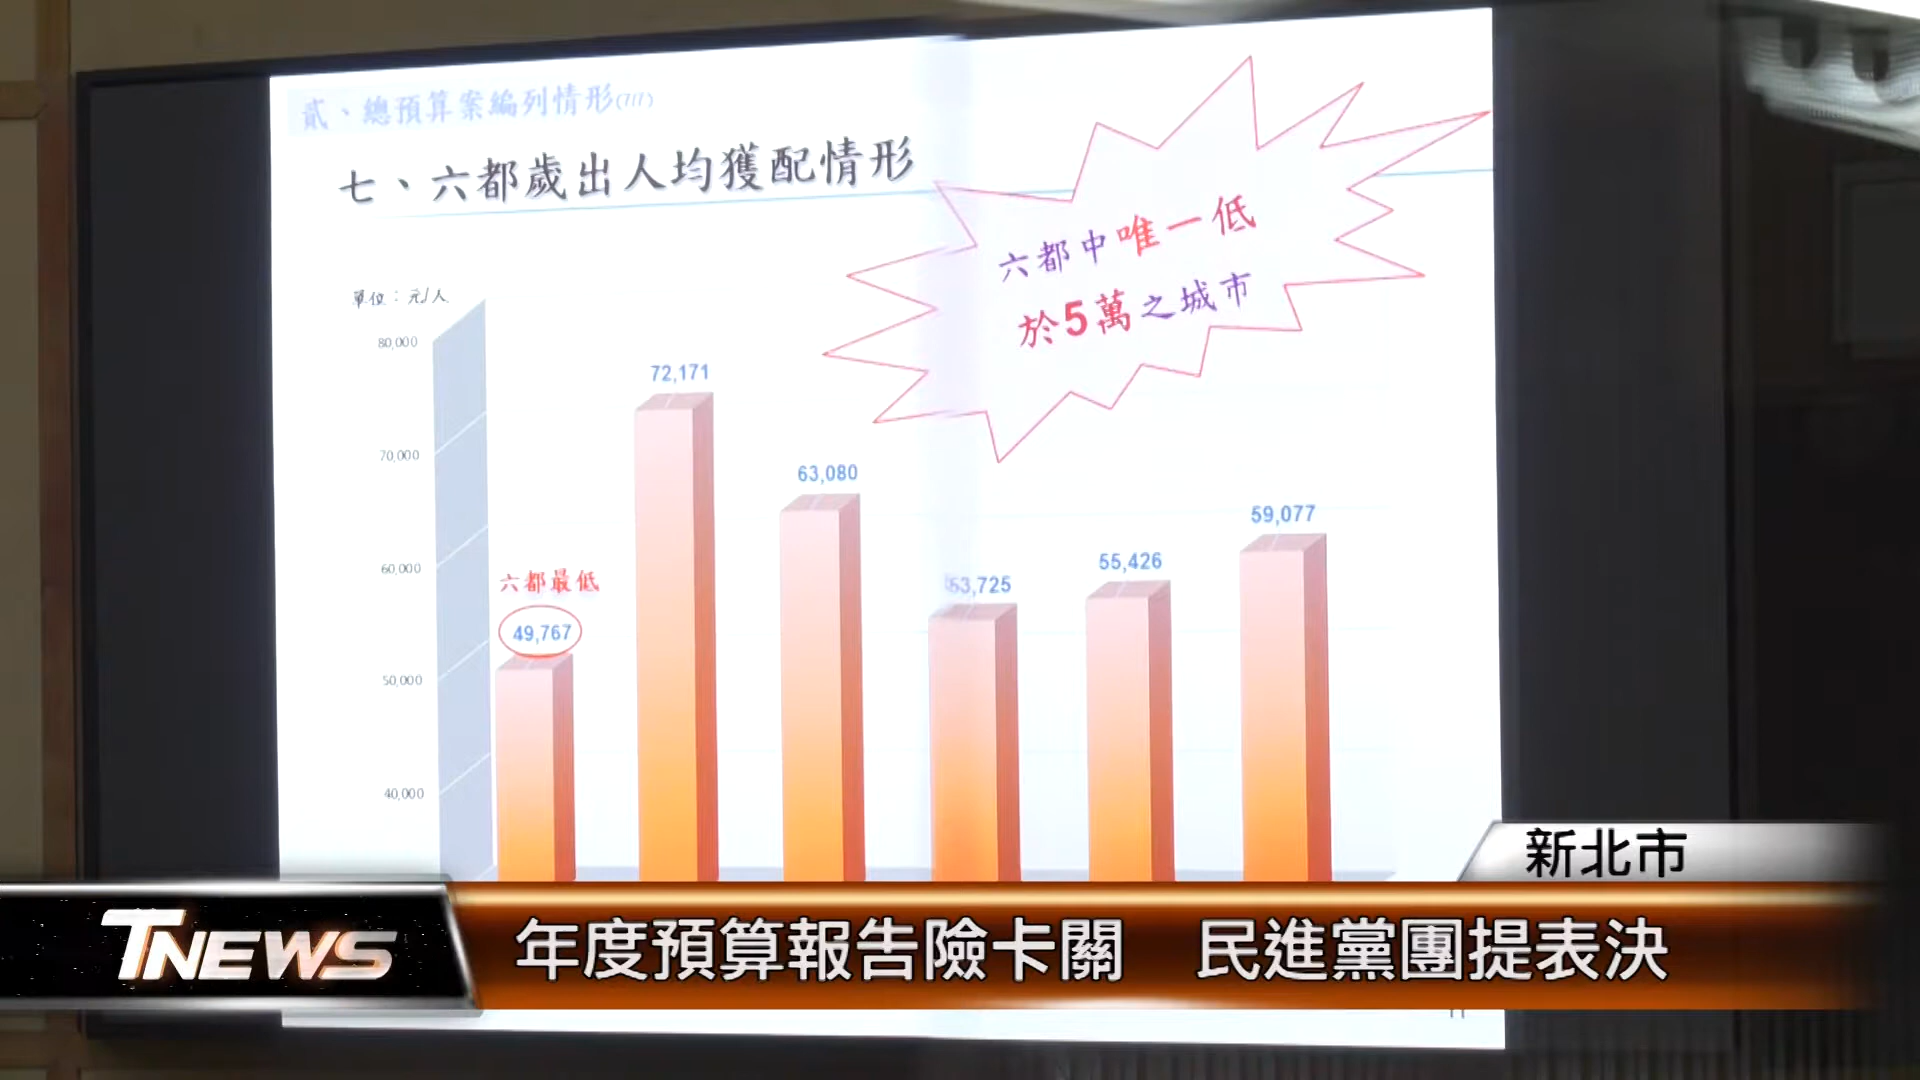 貳、總預算案編列情形(7/7)
七、六都歲出人均獲配情形
六都中唯一低
於5萬之城市
單位：元/人
80,000
70,000
60,000
50,000
40,000
六都最低
49,767
72,171
63,080
53,725
55,426
59,077
新北市
TNEWS
年度預算報告險卡關 民進黨團提表決